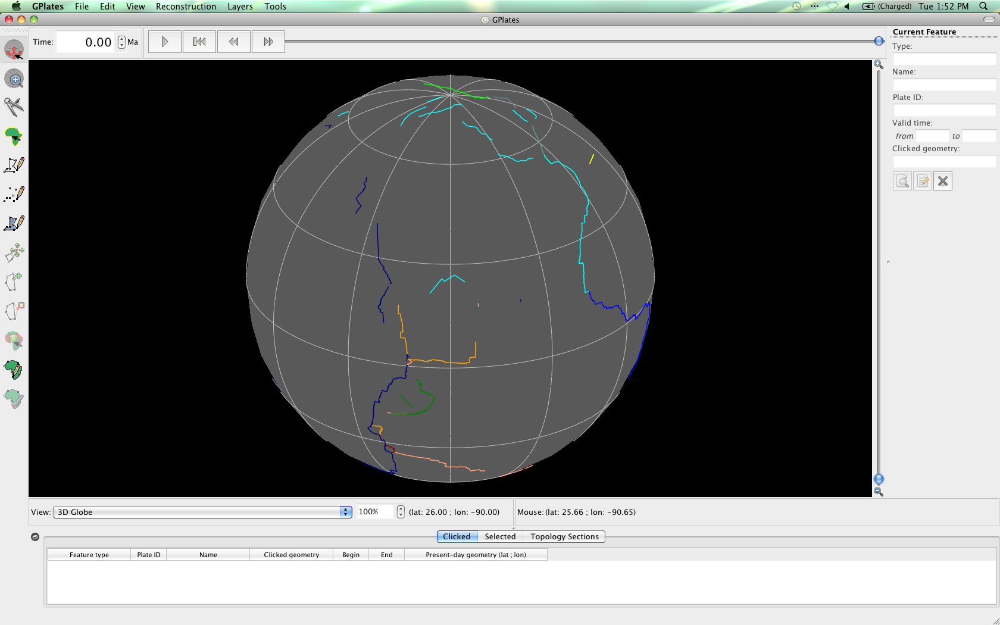 GPlates File Edit View Reconstruction Layers Tools (Charged) Tue 1:52 PM
GPlates
Time: 0.00 Ma
Current Feature
Type:
Name:
Plate ID:
Valid time:
from to
Clicked geometry:
View: 3D Globe 100% (lat: 26.00 ; lon: -90.00) Mouse: (lat: 25.66 ; lon: -90.65)
Clicked Selected Topology Sections
Feature type Plate ID Name Clicked geometry Begin End Present-day geometry (lat ; lon)